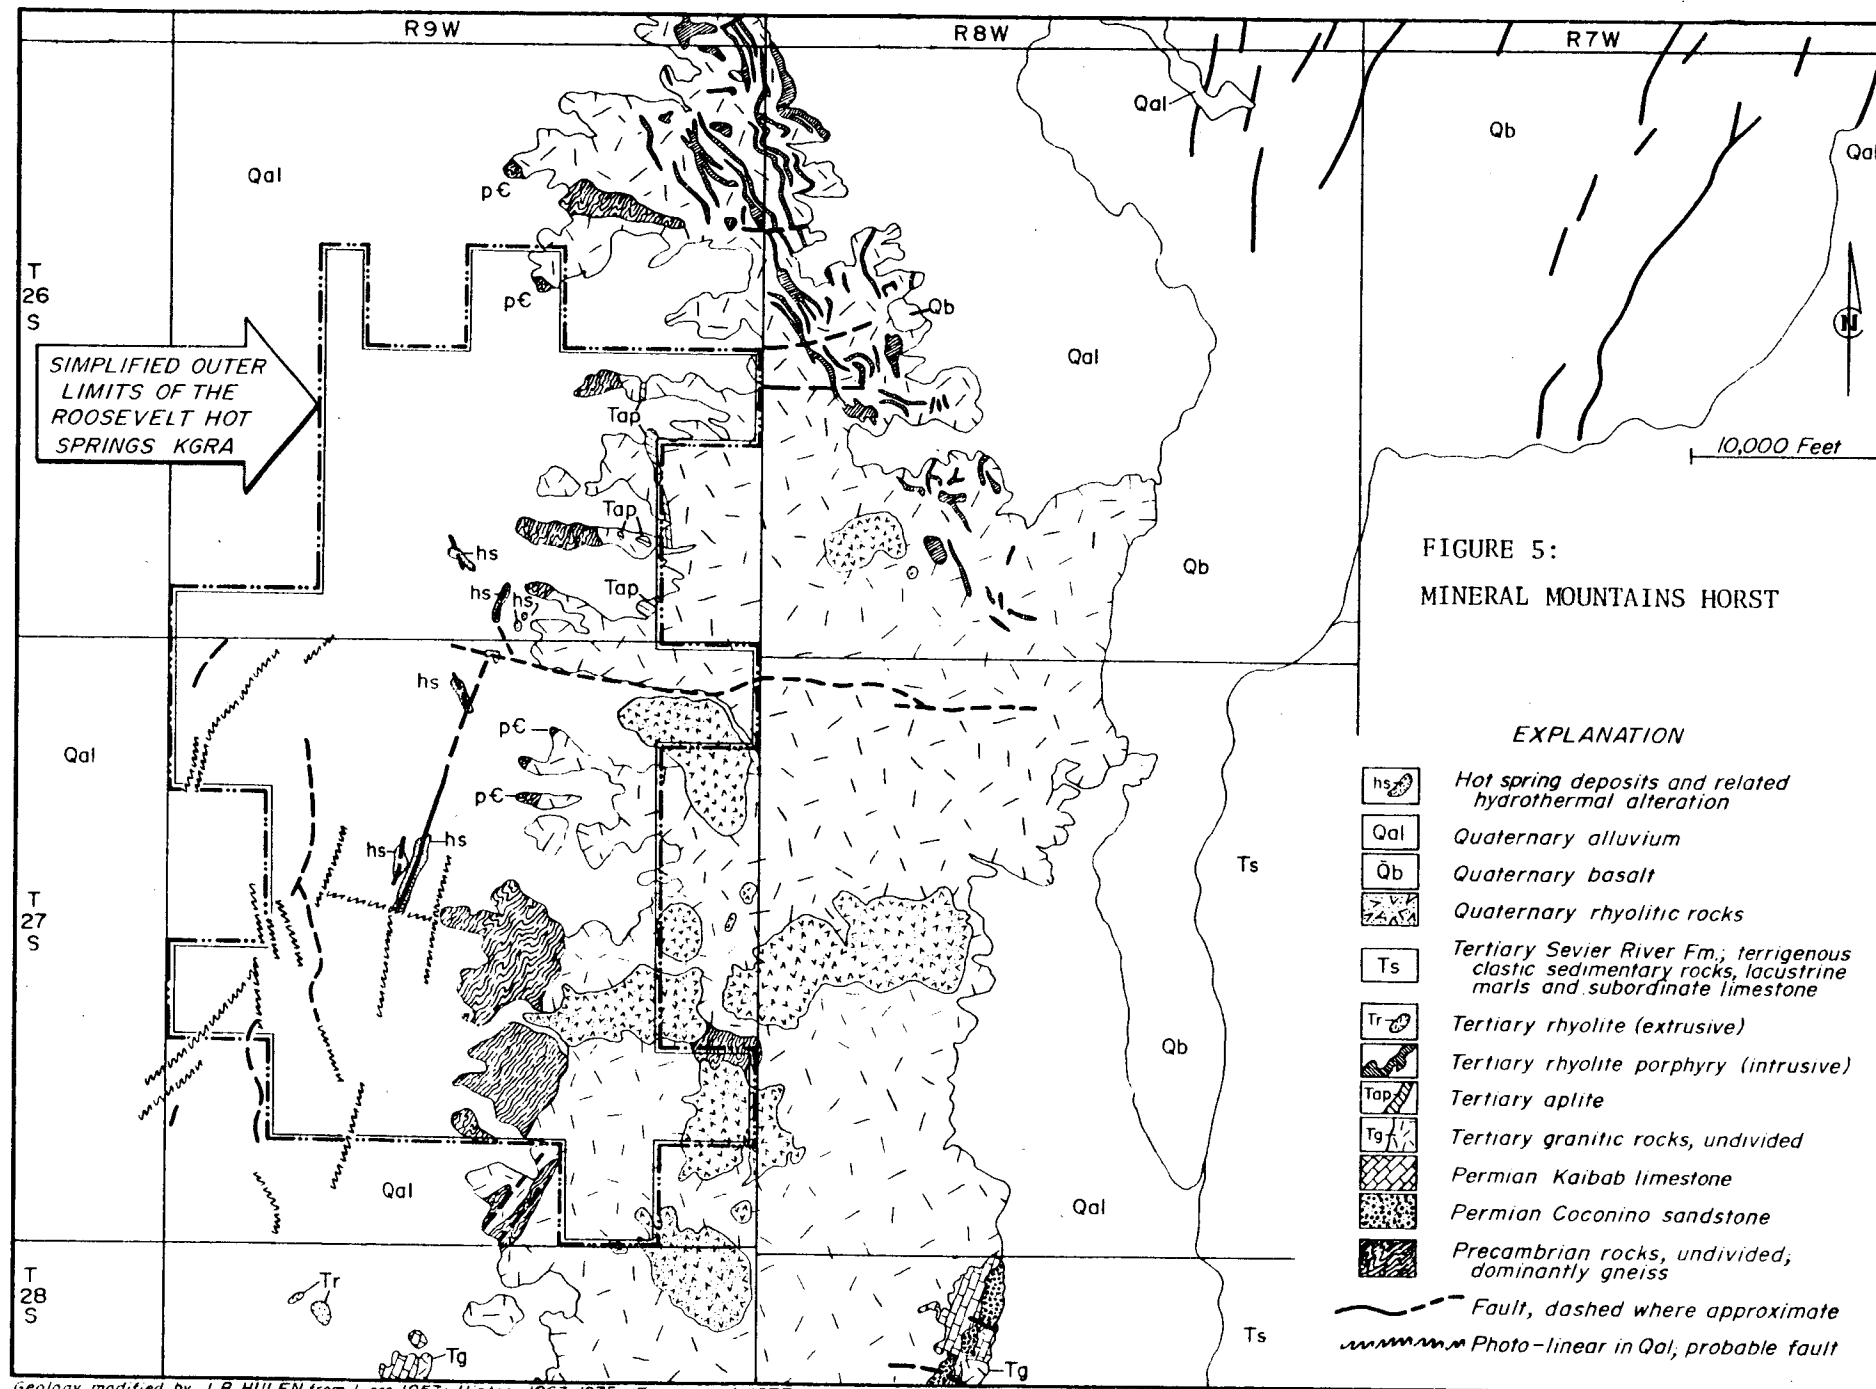 R9W
R8W
R7W
Qal
Qb
Qal
Qal
p€
T
26
S
p€
Qb
Qal
N
SIMPLIFIED OUTER
LIMITS OF THE
ROOSEVELT HOT
SPRINGS KGRA
Tap
10,000 Feet
Tap
hs
FIGURE 5:
Qb
hs
hs
Tap
MINERAL MOUNTAINS HORST
Ts
hs
p€
Qal
p€
hs
hs
Ts
T
27
S
Qb
Qal
Qal
T
28
S
Tr
Ts
Tg
Tg
EXPLANATION
hs
Hot spring deposits and related
hydrothermal alteration
Qal
Quaternary alluvium
Qb
Quaternary basalt
Quaternary rhyolitic rocks
Ts
Tertiary Sevier River Fm.; terrigenous
clastic sedimentary rocks, lacustrine
marls and subordinate limestone
Tr
Tertiary rhyolite (extrusive)
Tertiary rhyolite porphyry (intrusive)
Tap
Tertiary aplite
Tg
Tertiary granitic rocks, undivided
Permian Kaibab limestone
Permian Coconino sandstone
Precambrian rocks, undivided;
dominantly gneiss
Fault, dashed where approximate
Photo-linear in Qal; probable fault
Geology modified by J.B. HULEN from